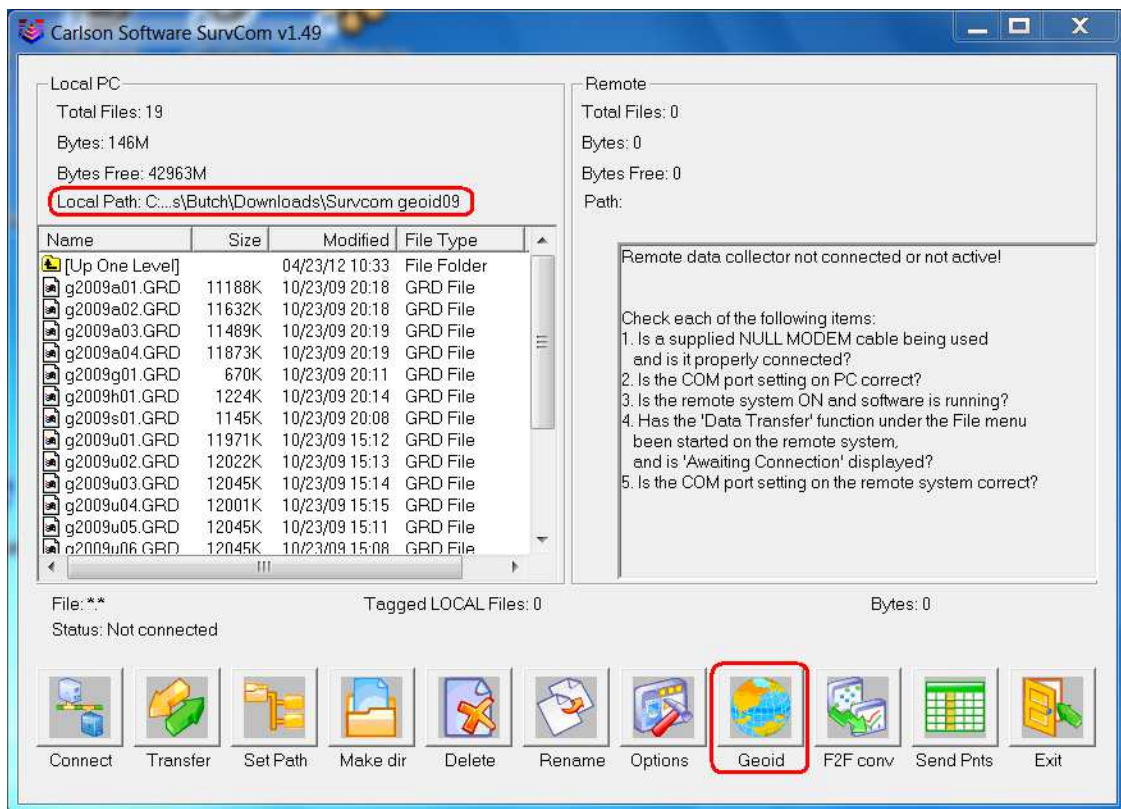 Carlson Software SurvCom v1.49
Local PC
Total Files: 19
Bytes: 146M
Bytes Free: 42963M
Local Path: C:...s\Butch\Downloads\Survcom geoid09
Name Size Modified File Type
[Up One Level] 04/23/12 10:33 File Folder
g2009a01.GRD 11188K 10/23/09 20:18 GRD File
g2009a02.GRD 11632K 10/23/09 20:18 GRD File
g2009a03.GRD 11489K 10/23/09 20:19 GRD File
g2009a04.GRD 11873K 10/23/09 20:19 GRD File
g2009g01.GRD 670K 10/23/09 20:11 GRD File
g2009h01.GRD 1224K 10/23/09 20:14 GRD File
g2009s01.GRD 1145K 10/23/09 20:08 GRD File
g2009u01.GRD 11971K 10/23/09 15:12 GRD File
g2009u02.GRD 12022K 10/23/09 15:13 GRD File
g2009u03.GRD 12045K 10/23/09 15:14 GRD File
g2009u04.GRD 12001K 10/23/09 15:15 GRD File
g2009u05.GRD 12045K 10/23/09 15:11 GRD File
g2009u06.GRD 12045K 10/23/09 15:08 GRD File
Remote
Total Files: 0
Bytes: 0
Bytes Free: 0
Path:
Remote data collector not connected or not active!
Check each of the following items:
1. Is a supplied NULL MODEM cable being used
and is it properly connected?
2. Is the COM port setting on PC correct?
3. Is the remote system ON and software is running?
4. Has the 'Data Transfer' function under the File menu
been started on the remote system,
and is 'Awaiting Connection' displayed?
5. Is the COM port setting on the remote system correct?
File: *.* Tagged LOCAL Files: 0 Bytes: 0
Status: Not connected
Connect Transfer Set Path Make dir Delete Rename Options Geoid F2F conv Send Pnts Exit